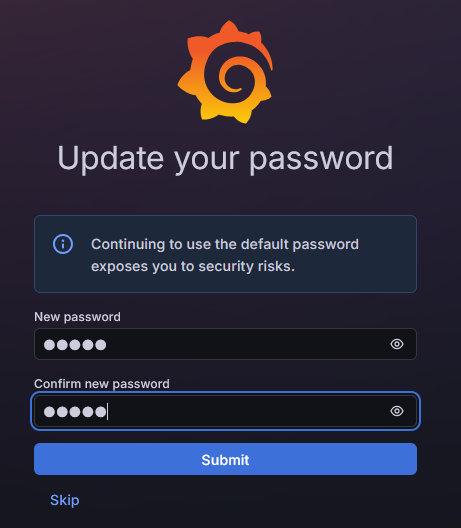 Update your password
Continuing to use the default password
exposes you to security risks.
New password
●●●●●
Confirm new password
●●●●●
Submit
Skip